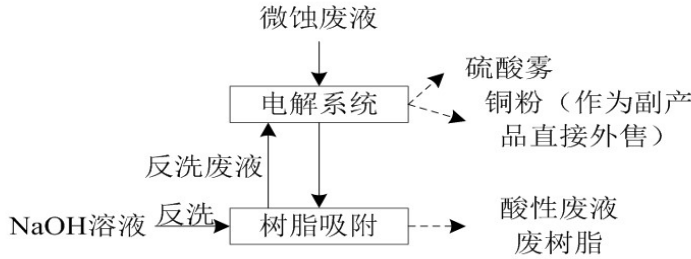 微蚀废液
硫酸雾
电解系统
铜粉（作为副产
品直接外售）
反洗废液
NaOH溶液
反洗
树脂吸附
酸性废液
废树脂